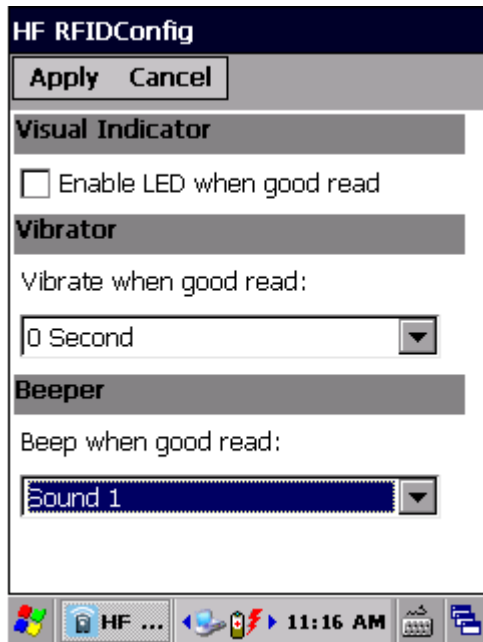 HF RFIDConfig
Apply Cancel
Visual Indicator
Enable LED when good read
Vibrator
Vibrate when good read:
0 Second
Beeper
Beep when good read:
Sound 1
HF ... 11:16 AM